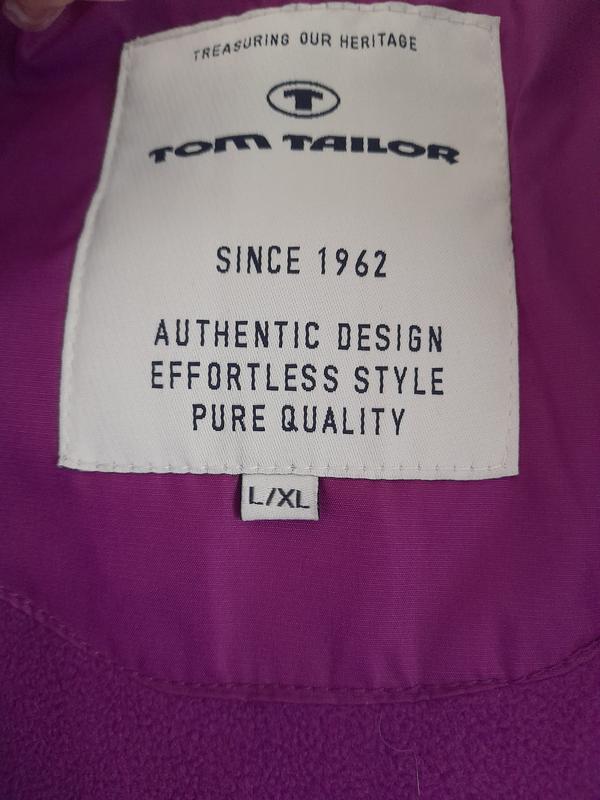 TREASURING OUR HERITAGE
T
TOM TAILOR
SINCE 1962
AUTHENTIC DESIGN
EFFORTLESS STYLE
PURE QUALITY
L/XL